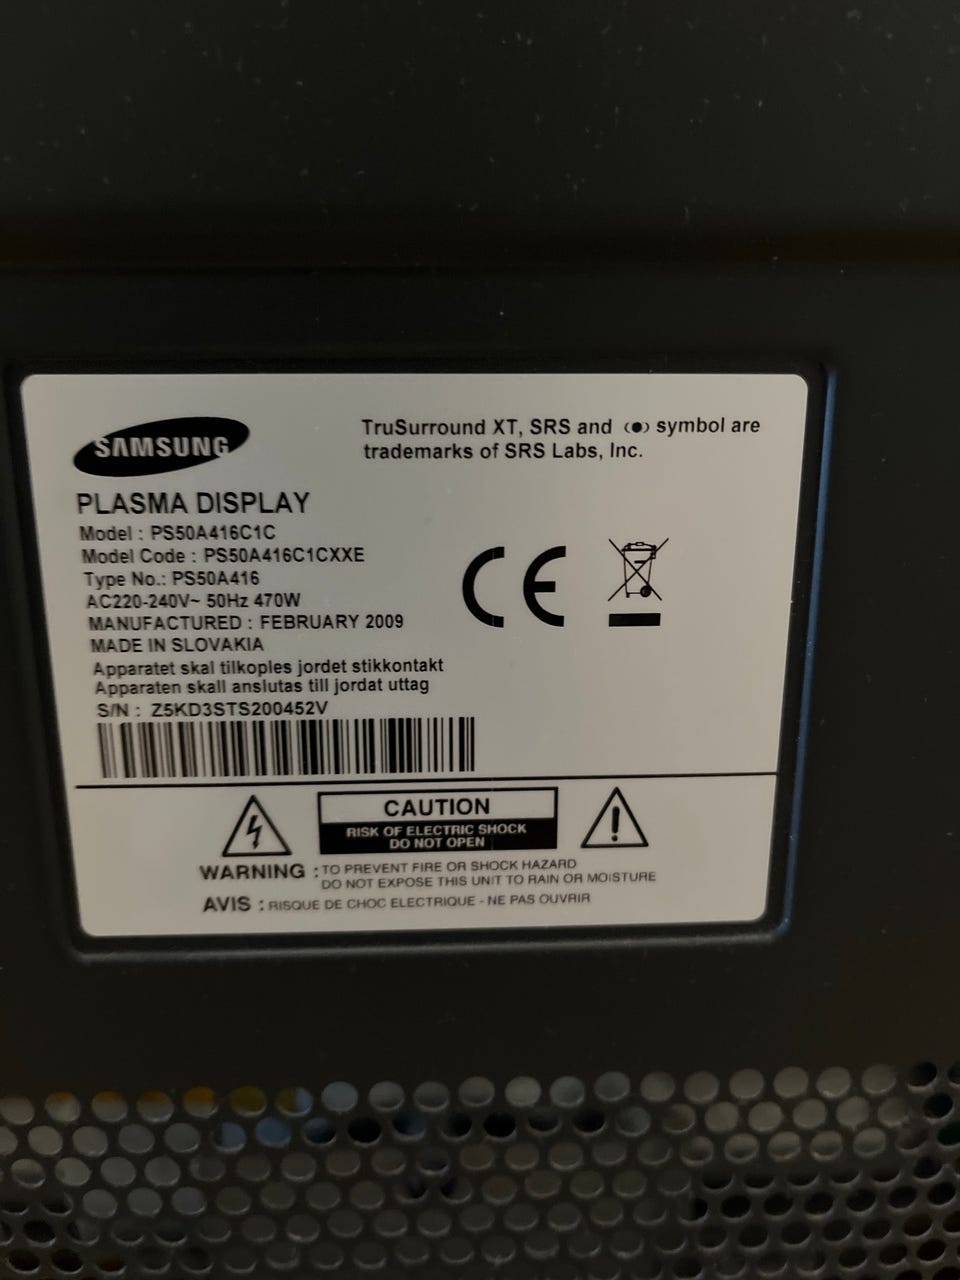 SAMSUNG
TruSurround XT, SRS and (●) symbol are
trademarks of SRS Labs, Inc.
PLASMA DISPLAY
Model : PS50A416C1C
Model Code : PS50A416C1CXXE
Type No.: PS50A416
AC220-240V~ 50Hz 470W
MANUFACTURED : FEBRUARY 2009
MADE IN SLOVAKIA
Apparatet skal tilkoples jordet stikkontakt
Apparaten skall anslutas till jordat uttag
S/N : Z5KD3STS200452V
CE
CAUTION
RISK OF ELECTRIC SHOCK
DO NOT OPEN
WARNING : TO PREVENT FIRE OR SHOCK HAZARD
DO NOT EXPOSE THIS UNIT TO RAIN OR MOISTURE
AVIS : RISQUE DE CHOC ELECTRIQUE - NE PAS OUVRIR